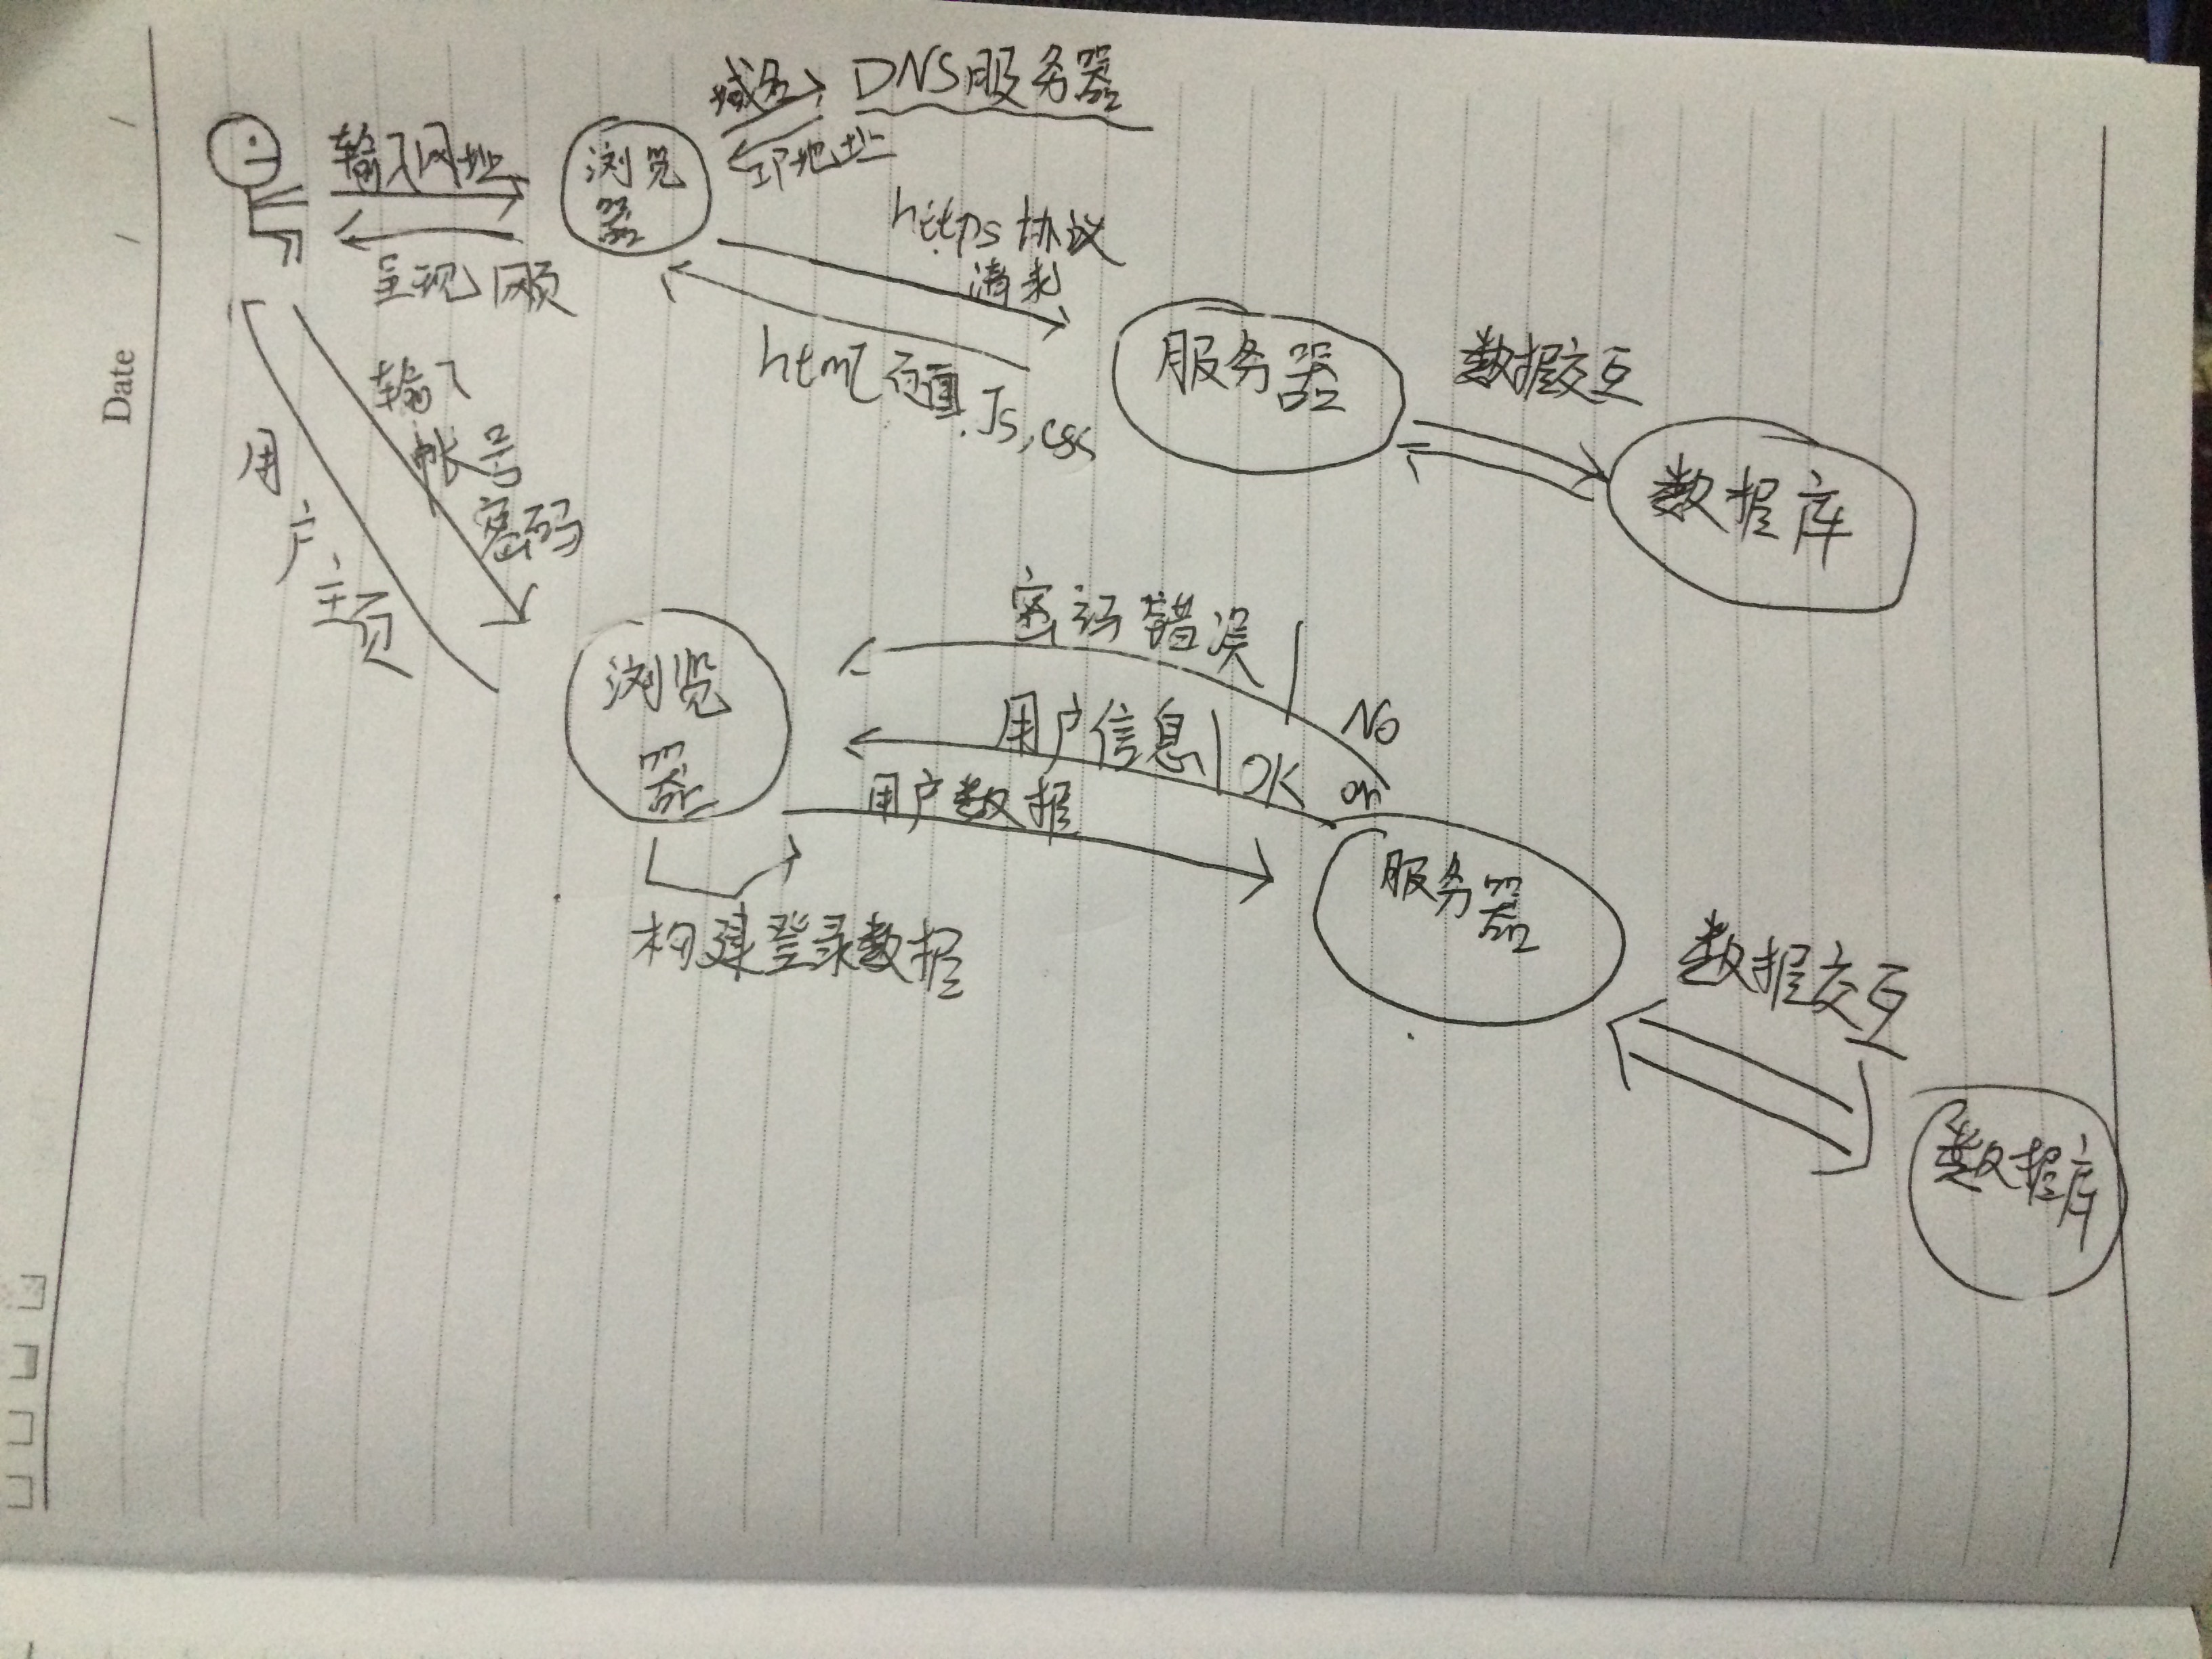 域名 DNS服务器
IP地址
输入网址
浏览
器
呈现网页
https协议
请求
html页面.Js,css
服务器
数据交互
数据库
Date
输入
帐号
密码
用户主页
浏览
器
密码错误
No
用户信息
OK or
用户数据
构建登录数据
服务器
数据交互
数据库